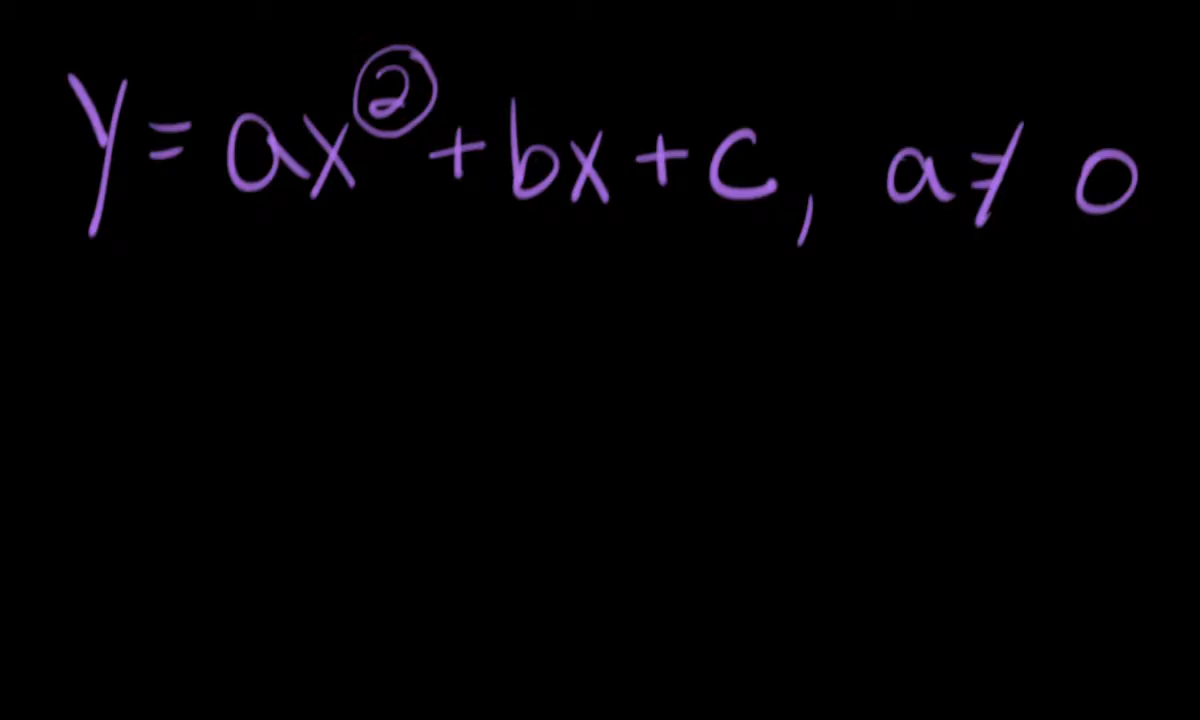 y = ax² + bx + c, a ≠ 0